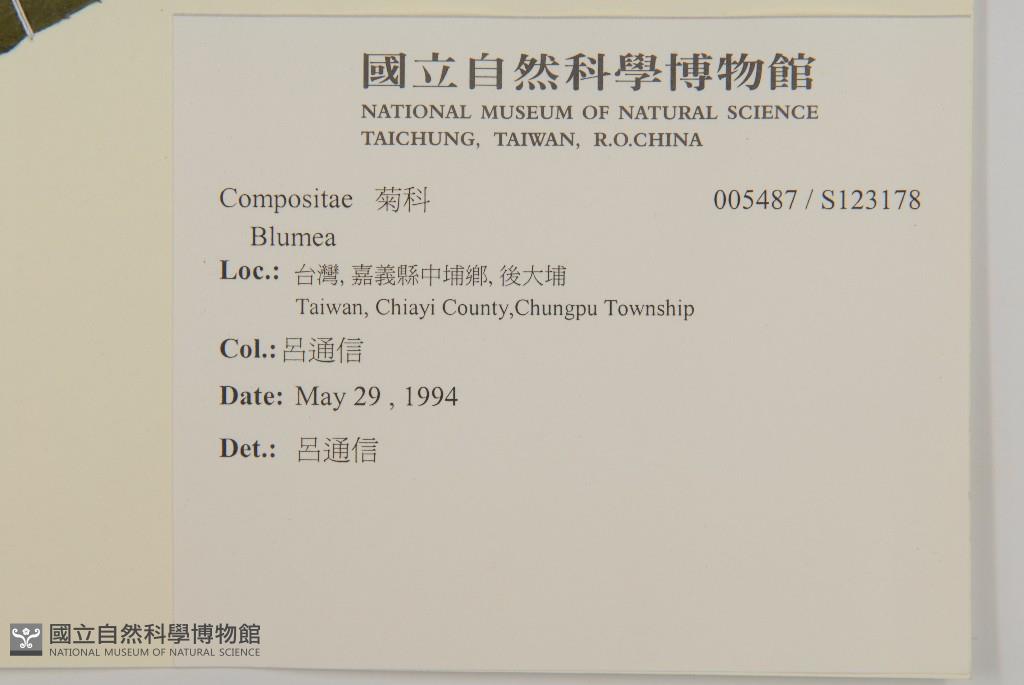 國立自然科學博物館
NATIONAL MUSEUM OF NATURAL SCIENCE
TAICHUNG, TAIWAN, R.O.CHINA
Compositae 菊科 005487 / S123178
Blumea
Loc.: 台灣, 嘉義縣中埔鄉, 後大埔
Taiwan, Chiayi County,Chungpu Township
Col.: 呂通信
Date: May 29 , 1994
Det.: 呂通信
國立自然科學博物館
NATIONAL MUSEUM OF NATURAL SCIENCE